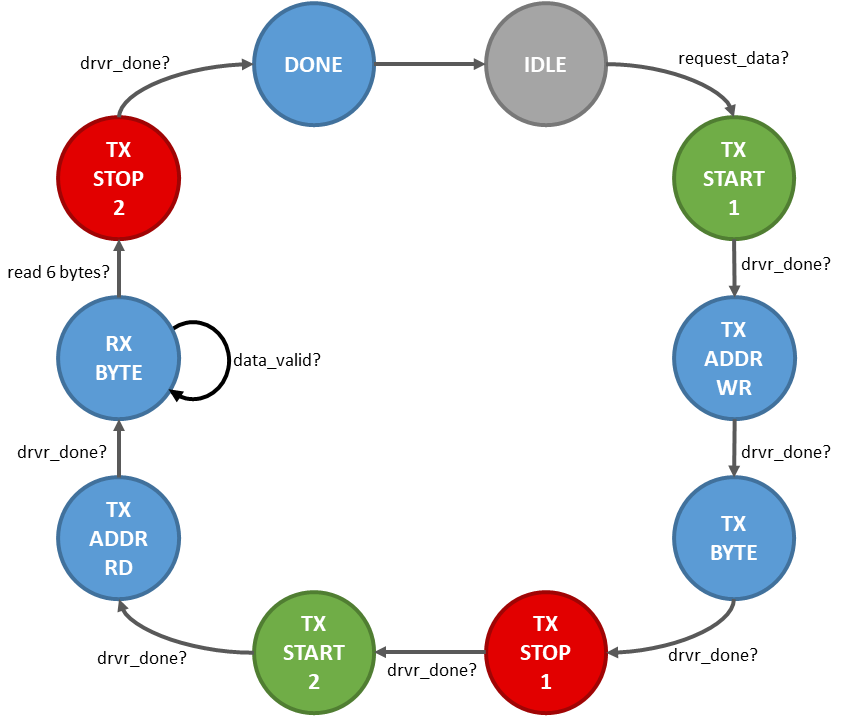 DONE
IDLE
request_data?
TX
START
1
drvr_done?
TX
ADDR
WR
drvr_done?
TX
BYTE
drvr_done?
TX
STOP
1
drvr_done?
TX
START
2
drvr_done?
TX
ADDR
RD
drvr_done?
RX
BYTE
data_valid?
read 6 bytes?
TX
STOP
2
drvr_done?